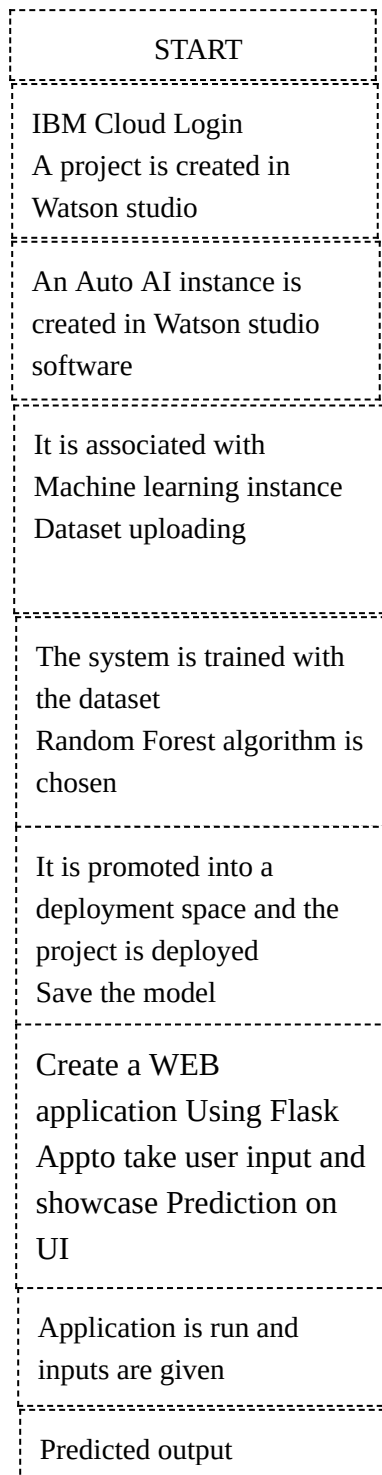 START
IBM Cloud Login
A project is created in
Watson studio
An Auto AI instance is
created in Watson studio
software
It is associated with
Machine learning instance
Dataset uploading
The system is trained with
the dataset
Random Forest algorithm is
chosen
It is promoted into a
deployment space and the
project is deployed
Save the model
Create a WEB
application Using Flask
Appto take user input and
showcase Prediction on
UI
Application is run and
inputs are given
Predicted output